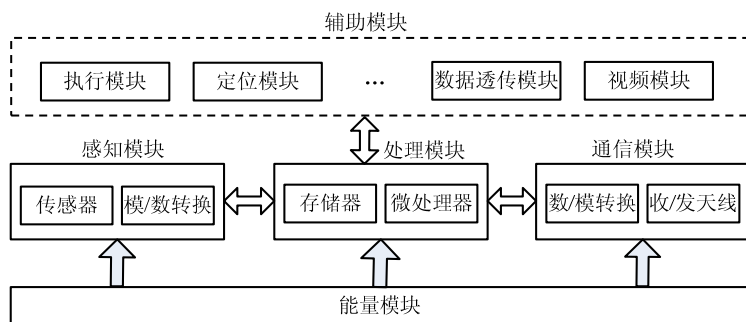 辅助模块
执行模块 定位模块 … 数据透传模块 视频模块
感知模块 处理模块 通信模块
传感器 模/数转换 存储器 微处理器 数/模转换 收/发天线
能量模块